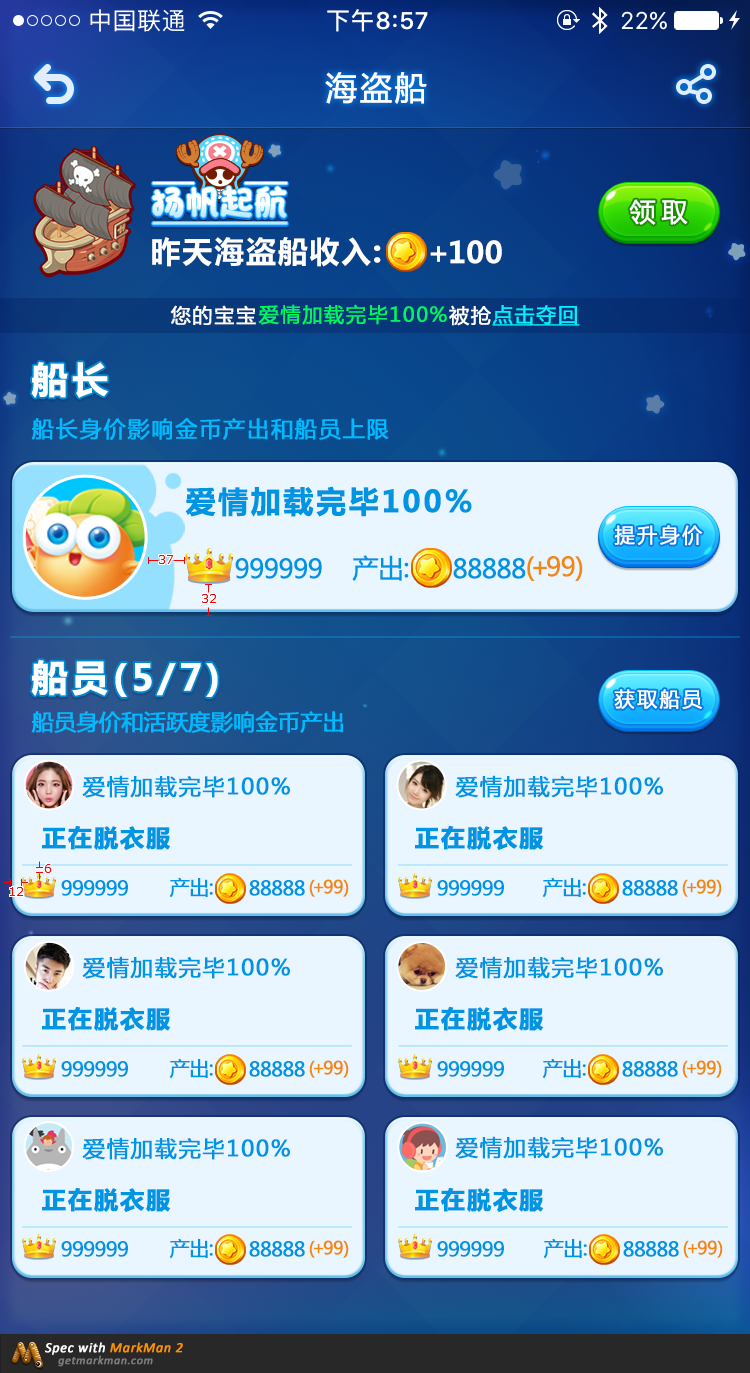 中国联通 下午8:57 22%
海盗船
扬帆起航
领取
昨天海盗船收入:+100
您的宝宝爱情加载完毕100%被抢点击夺回
船长
船长身价影响金币产出和船员上限
爱情加载完毕100%
提升身价
37
999999 产出:88888(+99)
32
船员(5/7)
获取船员
船员身价和活跃度影响金币产出
爱情加载完毕100% 爱情加载完毕100%
正在脱衣服 正在脱衣服
6
12
999999 产出:88888 (+99) 999999 产出:88888 (+99)
爱情加载完毕100% 爱情加载完毕100%
正在脱衣服 正在脱衣服
999999 产出:88888 (+99) 999999 产出:88888 (+99)
爱情加载完毕100% 爱情加载完毕100%
正在脱衣服 正在脱衣服
999999 产出:88888 (+99) 999999 产出:88888 (+99)
Spec with MarkMan 2
getmarkman.com